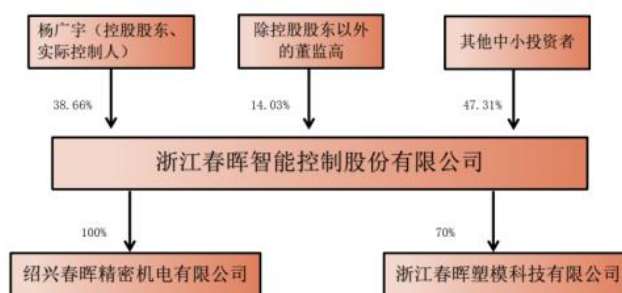 杨广宇（控股股东、
实际控制人）
除控股股东以外
的董监高
其他中小投资者
38.66%
14.03%
47.31%
浙江春晖智能控制股份有限公司
100%
70%
绍兴春晖精密机电有限公司
浙江春晖塑模科技有限公司